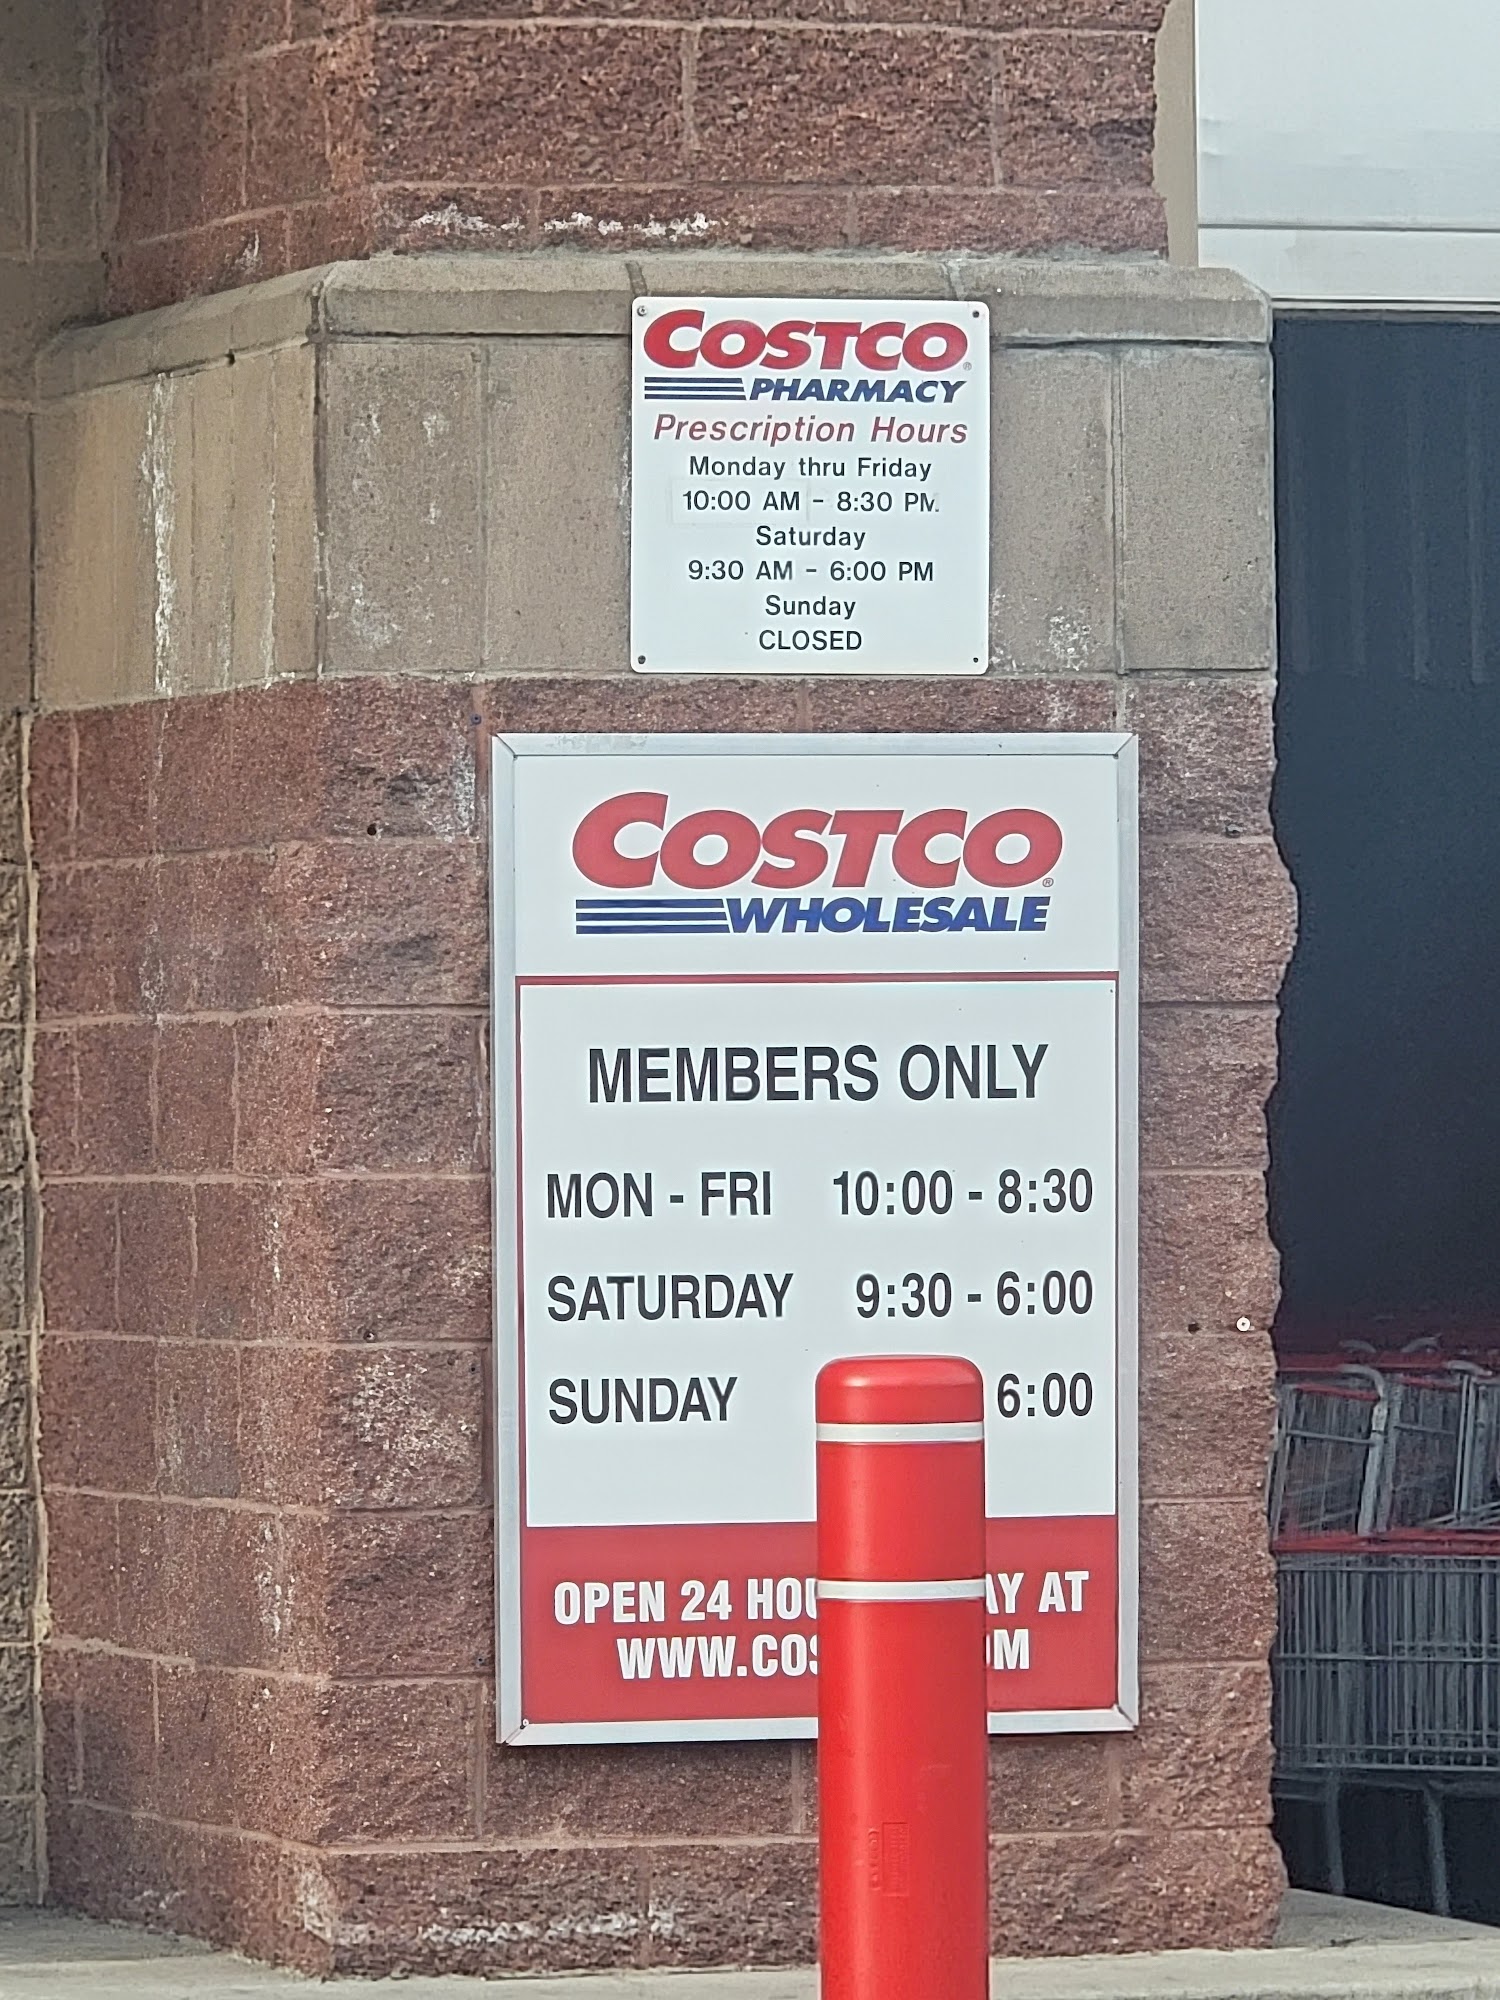 COSTCO
PHARMACY
Prescription Hours
Monday thru Friday
10:00 AM - 8:30 PM
Saturday
9:30 AM - 6:00 PM
Sunday
CLOSED
COSTCO
WHOLESALE
MEMBERS ONLY
MON - FRI 10:00 - 8:30
SATURDAY 9:30 - 6:00
SUNDAY 6:00
OPEN 24 HOU AY AT
WWW.COS OM